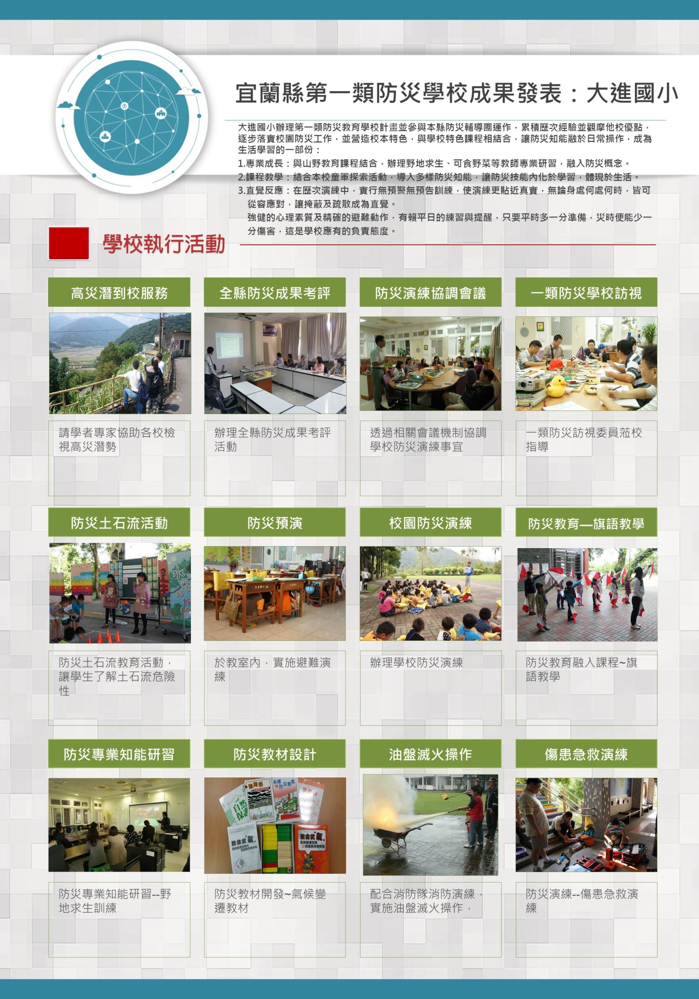 宜蘭縣第一類防災學校成果發表：大進國小
大進國小辦理第一類防災教育學校計畫並參與本縣防災輔導團運作，累積歷次經驗並觀摩他校優點，
逐步落實校園防災工作，並營造校本特色，與學校特色課程相結合，讓防災知能融於日常操作，成為
生活學習的一部份：
1.專業成長：與山野教育課程結合，辦理野地求生、可食野菜等教師專業研習，融入防災概念。
2.課程教學：結合本校童軍探索活動，導入多樣防災知能，讓防災技能內化於學習，體現於生活。
3.直覺反應：在歷次演練中，實行無預警無預告訓練，使演練更貼近真實，無論身處何處何時，皆可
從容應對，讓掩蔽及疏散成為直覺。
強健的心理素質及精確的避難動作，有賴平日的練習與提醒，只要平時多一分準備，災時便能少一
分傷害，這是學校應有的負責態度。
學校執行活動
高災潛到校服務
全縣防災成果考評
防災演練協調會議
一類防災學校訪視
請學者專家協助各校檢
視高災潛勢
辦理全縣防災成果考評
活動
透過相關會議機制協調
學校防災演練事宜
一類防災訪視委員蒞校
指導
防災土石流活動
防災預演
校園防災演練
防災教育—旗語教學
水
防災土石流教育活動，
讓學生了解土石流危險
性
於教室內，實施避難演
練
辦理學校防災演練
防災教育融入課程~旗
語教學
防災專業知能研習
防災教材設計
油盤滅火操作
傷患急救演練
自然
保護
強降雨
永續
防災教育
致命武氣
致命武氣
防災專業知能研習--野
地求生訓練
防災教材開發~氣候變
遷教材
配合消防隊消防演練，
實施油盤滅火操作，
防災演練--傷患急救演
練